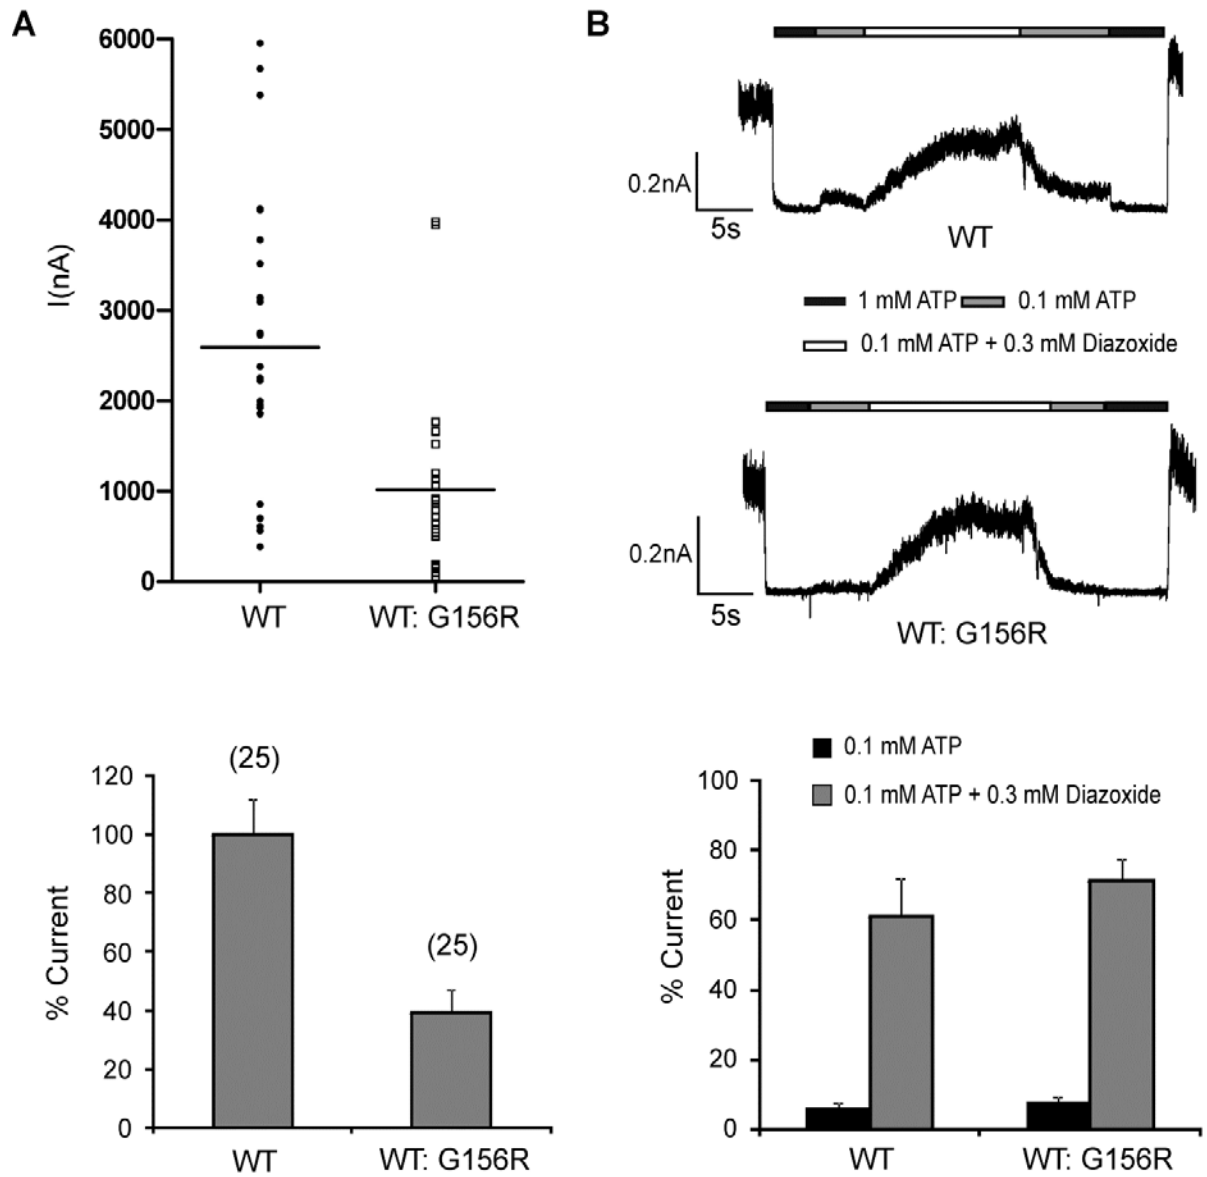 A
6000
5000
4000
3000
2000
1000
0
I(nA)
WT
WT: G156R
B
0.2nA
5s
WT
1 mM ATP
0.1 mM ATP
0.1 mM ATP + 0.3 mM Diazoxide
0.2nA
5s
WT: G156R
(25)
(25)
120
100
80
60
40
20
0
% Current
WT
WT: G156R
0.1 mM ATP
0.1 mM ATP + 0.3 mM Diazoxide
100
80
60
40
20
0
% Current
WT
WT: G156R